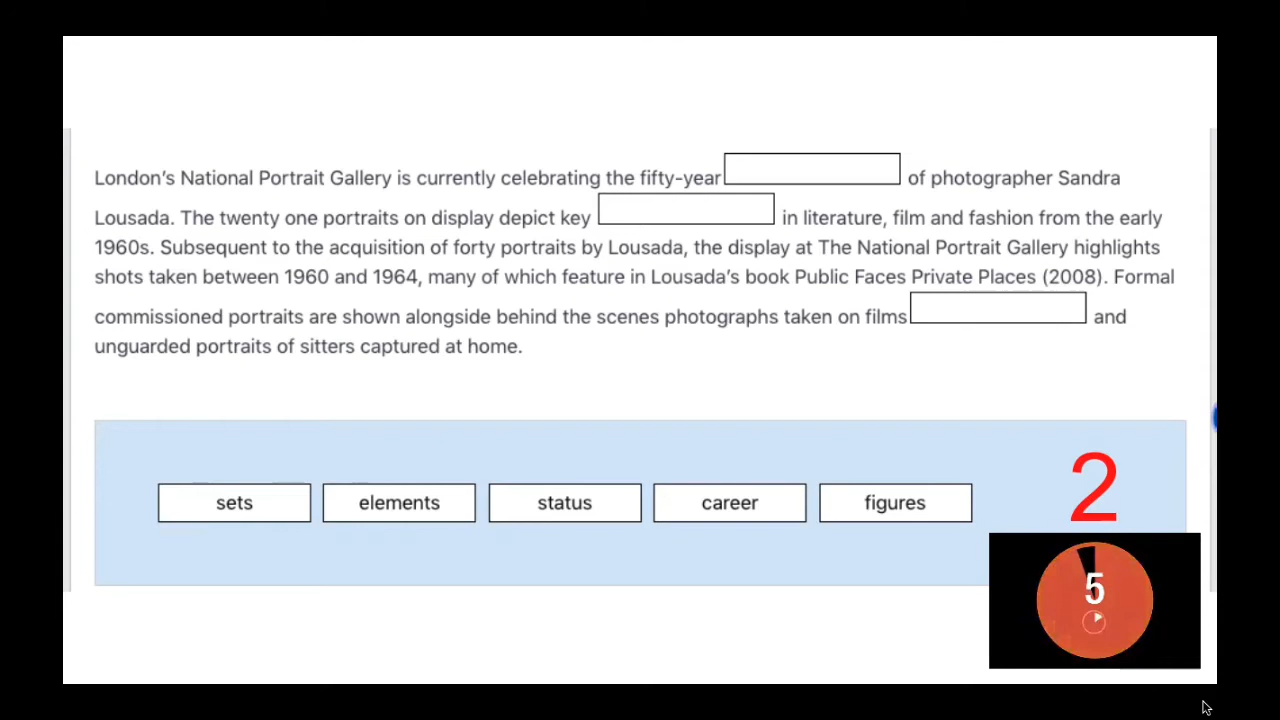 London's National Portrait Gallery is currently celebrating the fifty-year of photographer Sandra
Lousada. The twenty one portraits on display depict key in literature, film and fashion from the early
1960s. Subsequent to the acquisition of forty portraits by Lousada, the display at The National Portrait Gallery highlights
shots taken between 1960 and 1964, many of which feature in Lousada's book Public Faces Private Places (2008). Formal
commissioned portraits are shown alongside behind the scenes photographs taken on films and
unguarded portraits of sitters captured at home.
sets elements status career figures
2
5